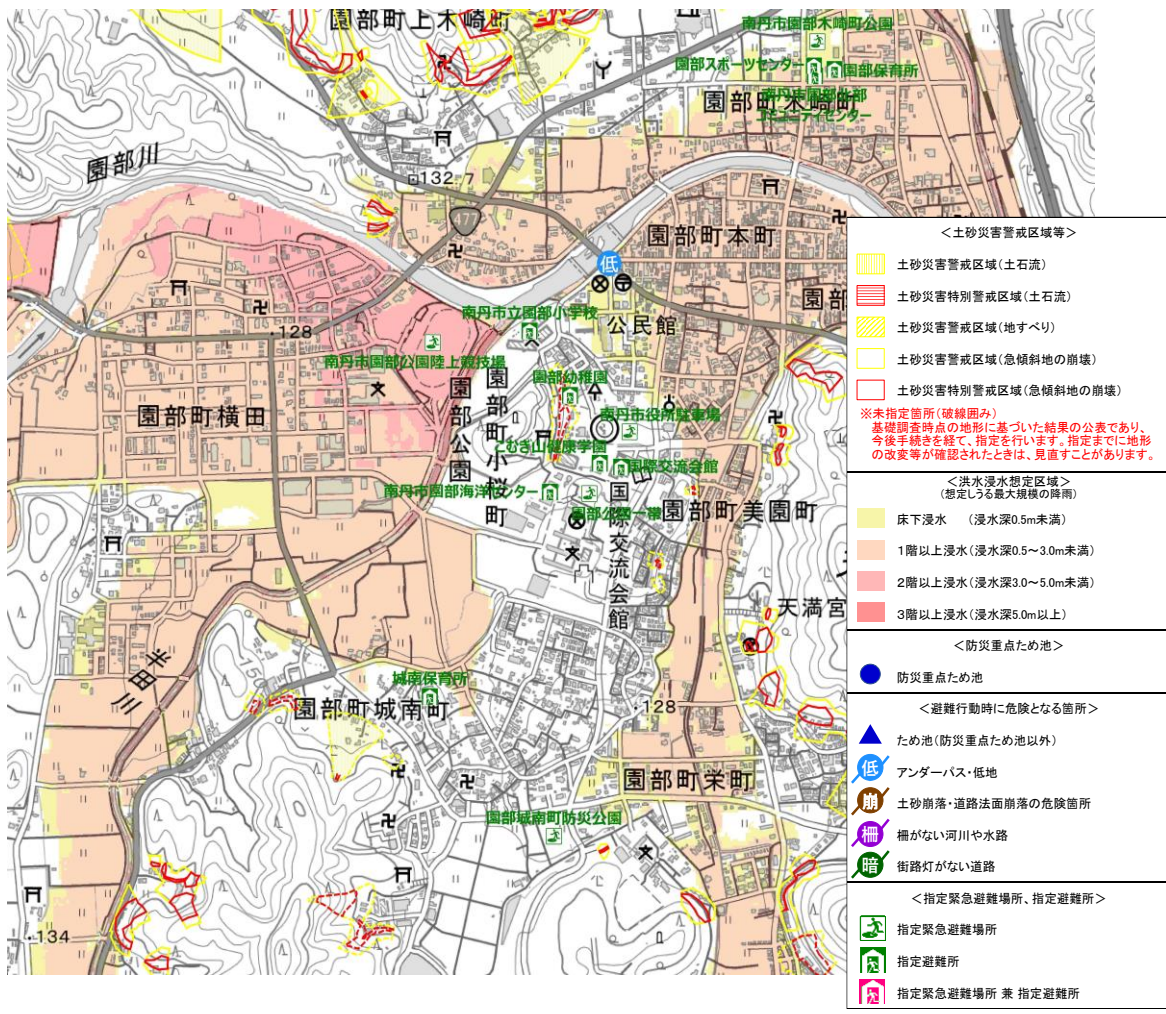 園部町上木崎町
南丹市園部木崎町公園
園部スポーツセンター
園部保育所
園部町木崎町
南丹市園部北部
コミュニティセンター
園部川
132.7
477
園部町本町
低
園部
128
南丹市立園部小学校
公民館
南丹市園部公園陸上競技場
園部幼稚園
園部町横田
園部公園
園部町小桜町
南丹市役所駐車場
こむぎ山健康学園
国際交流会館
南丹市園部海洋センター
園部公園一帯
園部町美園町
国際交流会館
天満宮
半田川
城南保育所
園部町城南町
128
園部町栄町
園部城南町防災公園
134
<土砂災害警戒区域等>
土砂災害警戒区域(土石流)
土砂災害特別警戒区域(土石流)
土砂災害警戒区域(地すべり)
土砂災害警戒区域(急傾斜地の崩壊)
土砂災害特別警戒区域(急傾斜地の崩壊)
※未指定箇所(破線囲み)
基礎調査時点の地形に基づいた結果の公表であり、
今後手続きを経て、指定を行います。指定までに地形
の改変等が確認されたときは、見直すことがあります。
<洪水浸水想定区域>
(想定しうる最大規模の降雨)
床下浸水 (浸水深0.5m未満)
1階以上浸水(浸水深0.5~3.0m未満)
2階以上浸水(浸水深3.0~5.0m未満)
3階以上浸水(浸水深5.0m以上)
<防災重点ため池>
防災重点ため池
<避難行動時に危険となる箇所>
ため池(防災重点ため池以外)
低 アンダーパス・低地
崩 土砂崩落・道路法面崩落の危険箇所
柵 柵がない河川や水路
暗 街路灯がない道路
<指定緊急避難場所、指定避難所>
指定緊急避難場所
指定避難所
指定緊急避難場所 兼 指定避難所